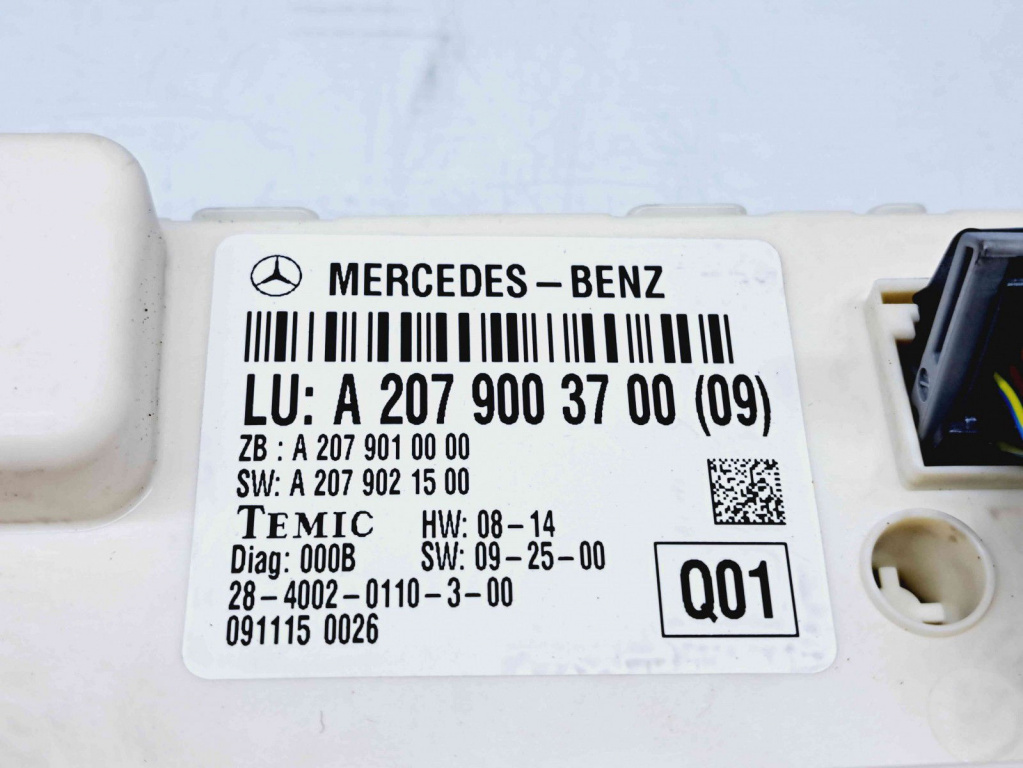 MERCEDES-BENZ
LU: A 207 900 37 00 (09)
ZB : A 207 901 00 00
SW: A 207 902 15 00
TEMIC HW: 08-14
Diag: 000B SW: 09-25-00
28-4002-0110-3-00
091115 0026
Q01